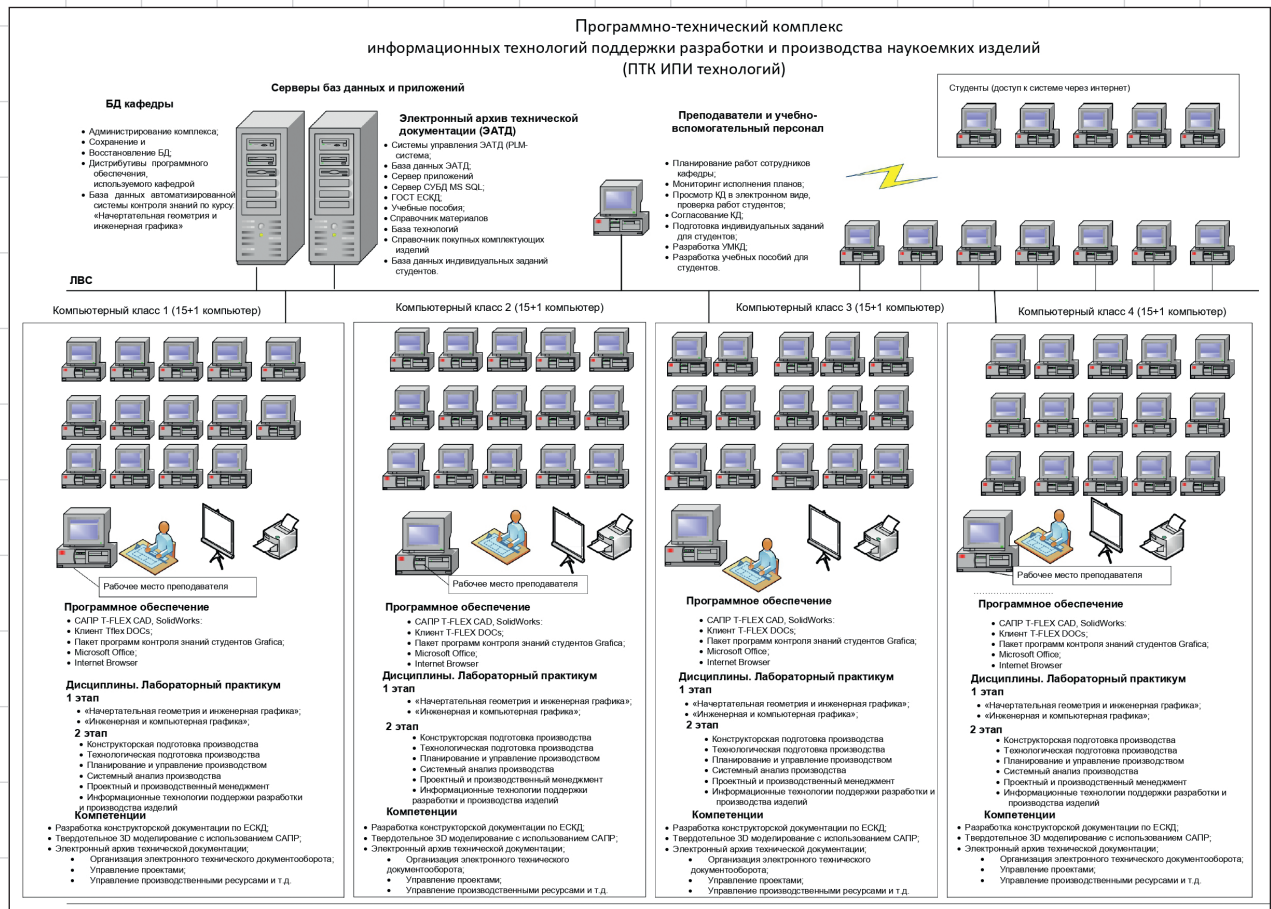 Программно-технический комплекс
информационных технологий поддержки разработки и производства наукоемких изделий
(ПТК ИПИ технологий)
БД кафедры
• Администрирование комплекса;
• Сохранение и
• Восстановление БД;
• Дистрибутивы программного
обеспечения,
используемого кафедрой
• База данных автоматизированной
системы контроля знаний по курсу:
«Начертательная геометрия и
инженерная графика»
Серверы баз данных и приложений
Электронный архив технической
документации (ЭАТД)
• Системы управления ЭАТД (PLM-
система;
• База данных ЭАТД;
• Сервер приложений
• Сервер СУБД MS SQL;
• ГОСТ ЕСКД;
• Учебные пособия;
• Справочник материалов
• База технологий
• Справочник покупных комплектующих
изделий
• База данных индивидуальных заданий
студентов.
Преподаватели и учебно-
вспомогательный персонал
• Планирование работ сотрудников
кафедры;
• Мониторинг исполнения планов;
• Просмотр КД в электронном виде,
проверка работ студентов;
• Согласование КД;
• Подготовка индивидуальных заданий
для студентов;
• Разработка УМКД;
• Разработка учебных пособий для
студентов.
Студенты (доступ к системе через интернет)
ЛВС
Компьютерный класс 1 (15+1 компьютер)
Рабочее место преподавателя
Программное обеспечение
• САПР T-FLEX CAD, SolidWorks:
• Клиент Tflex DOCs;
• Пакет программ контроля знаний студентов Grafica;
• Microsoft Office;
• Internet Browser
Дисциплины. Лабораторный практикум
1 этап
• «Начертательная геометрия и инженерная графика»;
• «Инженерная и компьютерная графика»;
2 этап
• Конструкторская подготовка производства
• Технологическая подготовка производства
• Планирование и управление производством
• Системный анализ производства
• Проектный и производственный менеджмент
• Информационные технологии поддержки разработки
и производства изделий
Компетенции
• Разработка конструкторской документации по ЕСКД;
• Твердотельное 3D моделирование с использованием САПР;
• Электронный архив технической документации;
• Организация электронного технического документооборота;
• Управление проектами;
• Управление производственными ресурсами и т.д.
Компьютерный класс 2 (15+1 компьютер)
Рабочее место преподавателя
Программное обеспечение
• САПР T-FLEX CAD, SolidWorks:
• Клиент T-FLEX DOCs;
• Пакет программ контроля знаний студентов Grafica;
• Microsoft Office;
• Internet Browser
Дисциплины. Лабораторный практикум
1 этап
• «Начертательная геометрия и инженерная графика»;
• «Инженерная и компьютерная графика»;
2 этап
• Конструкторская подготовка производства
• Технологическая подготовка производства
• Планирование и управление производством
• Системный анализ производства
• Проектный и производственный менеджмент
• Информационные технологии поддержки
разработки и производства изделий
Компетенции
• Разработка конструкторской документации по ЕСКД;
• Твердотельное 3D моделирование с использованием САПР;
• Электронный архив технической документации;
• Организация электронного технического
документооборота;
• Управление проектами;
• Управление производственными ресурсами и т.д.
Компьютерный класс 3 (15+1 компьютер)
Программное обеспечение
• САПР T-FLEX CAD, SolidWorks:
• Клиент T-FLEX DOCs;
• Пакет программ контроля знаний студентов Grafica;
• Microsoft Office;
• Internet Browser
Дисциплины. Лабораторный практикум
1 этап
• «Начертательная геометрия и инженерная графика»;
• «Инженерная и компьютерная графика»;
2 этап
• Конструкторская подготовка производства
• Технологическая подготовка производства
• Планирование и управление производством
• Системный анализ производства
• Проектный и производственный менеджмент
• Информационные технологии поддержки разработки и
производства изделий
Компетенции
• Разработка конструкторской документации по ЕСКД;
• Твердотельное 3D моделирование с использованием САПР;
• Электронный архив технической документации;
• Организация электронного технического
документооборота;
• Управление проектами;
• Управление производственными ресурсами и т.д.
Компьютерный класс 4 (15+1 компьютер)
Рабочее место преподавателя
Программное обеспечение
• САПР T-FLEX CAD, SolidWorks:
• Клиент T-FLEX DOCs;
• Пакет программ контроля знаний студентов Grafica;
• Microsoft Office;
• Internet Browser
Дисциплины. Лабораторный практикум
1 этап
• «Начертательная геометрия и инженерная графика»;
• «Инженерная и компьютерная графика»;
2 этап
• Конструкторская подготовка производства
• Технологическая подготовка производства
• Планирование и управление производством
• Системный анализ производства
• Проектный и производственный менеджмент
• Информационные технологии поддержки разработки и
производства изделий
Компетенции
• Разработка конструкторской документации по ЕСКД;
• Твердотельное 3D моделирование с использованием САПР;
• Электронный архив технической документации;
• Организация электронного технического документооборота;
• Управление проектами;
• Управление производственными ресурсами и т.д.